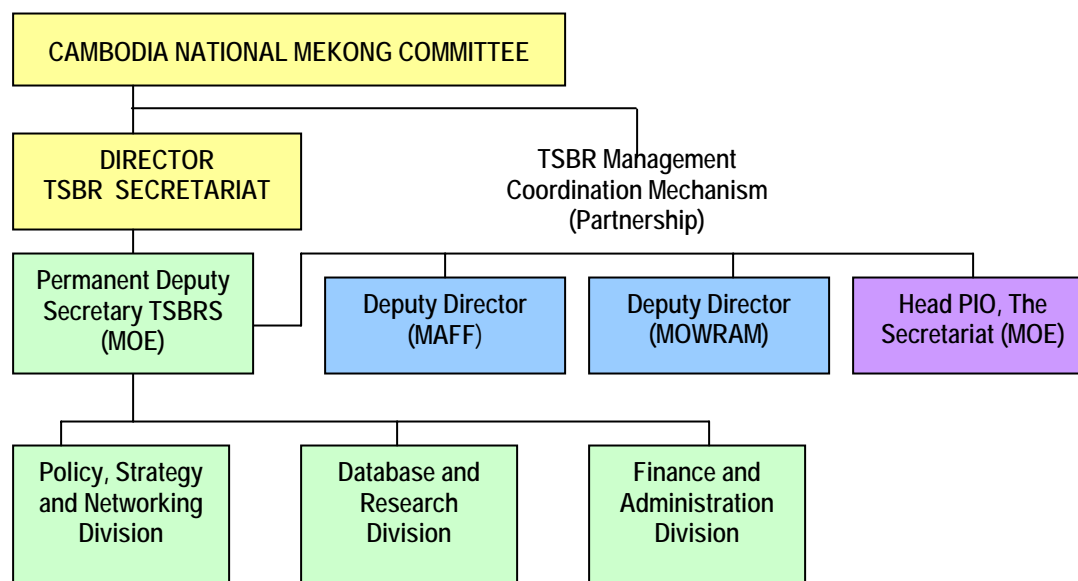 CAMBODIA NATIONAL MEKONG COMMITTEE
DIRECTOR
TSBR SECRETARIAT
TSBR Management
Coordination Mechanism
(Partnership)
Permanent Deputy
Secretary TSBRS
(MOE)
Deputy Director
(MAFF)
Deputy Director
(MOWRAM)
Head PIO, The
Secretariat (MOE)
Policy, Strategy
and Networking
Division
Database and
Research
Division
Finance and
Administration
Division